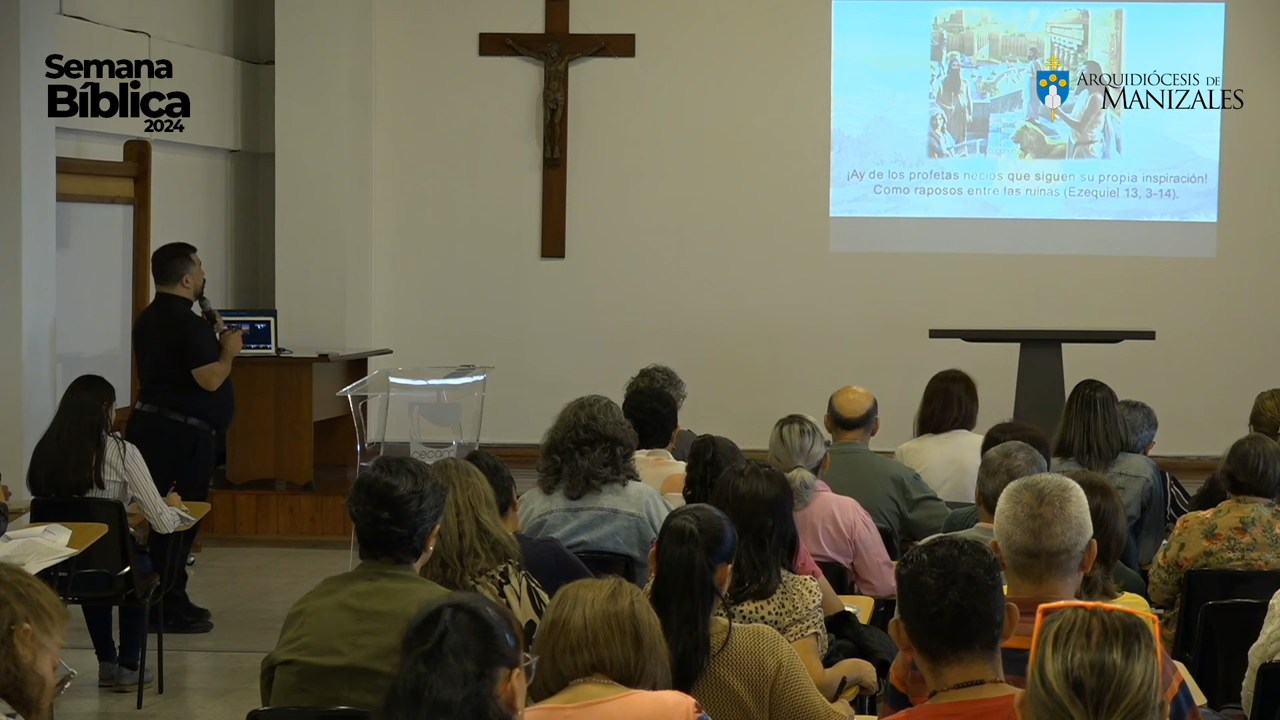 Semana
Bíblica
2024
ARQUIDIÓCESIS DE
MANIZALES
¡Ay de los profetas necios que siguen su propia inspiración!
Como raposos entre las ruinas (Ezequiel 13, 3-14).
cecam